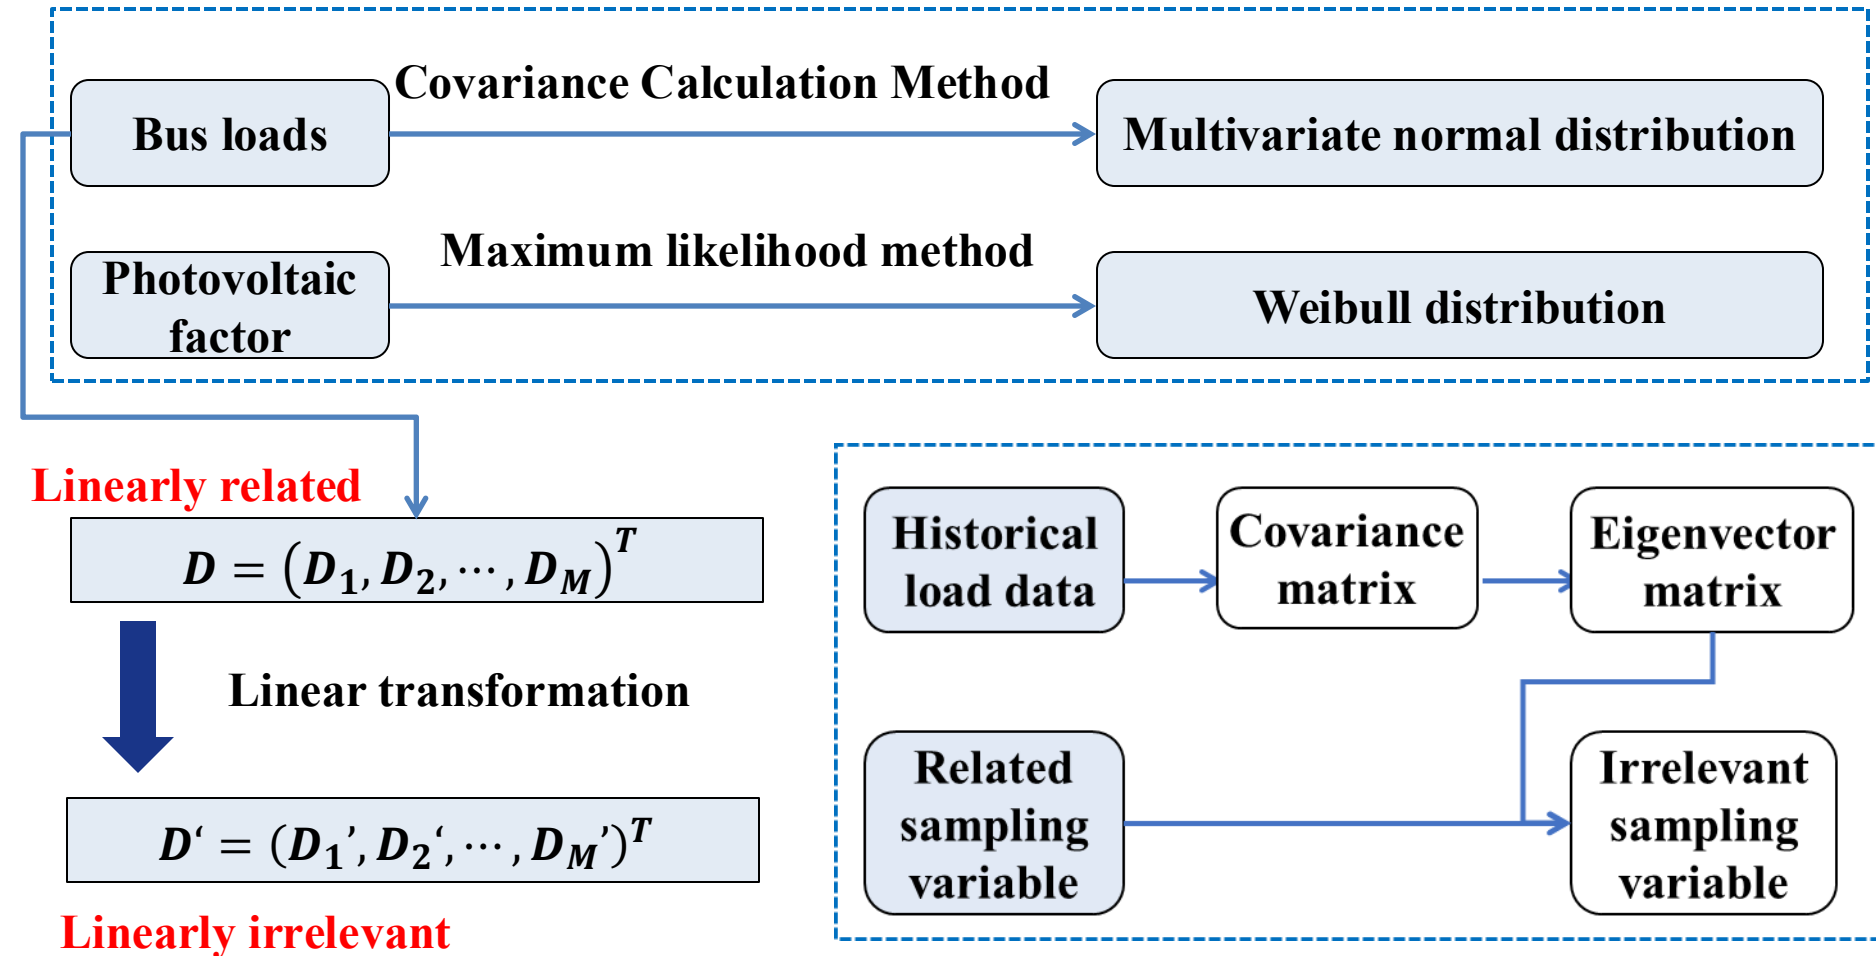 Covariance Calculation Method
Bus loads
Multivariate normal distribution
Maximum likelihood method
Photovoltaic
factor
Weibull distribution
Linearly related
D = (D₁, D₂, ⋯ , D_M)^T
Linear transformation
D‘ = (D₁’, D₂‘, ⋯ , D_M’)^T
Linearly irrelevant
Historical
load data
Covariance
matrix
Eigenvector
matrix
Related
sampling
variable
Irrelevant
sampling
variable